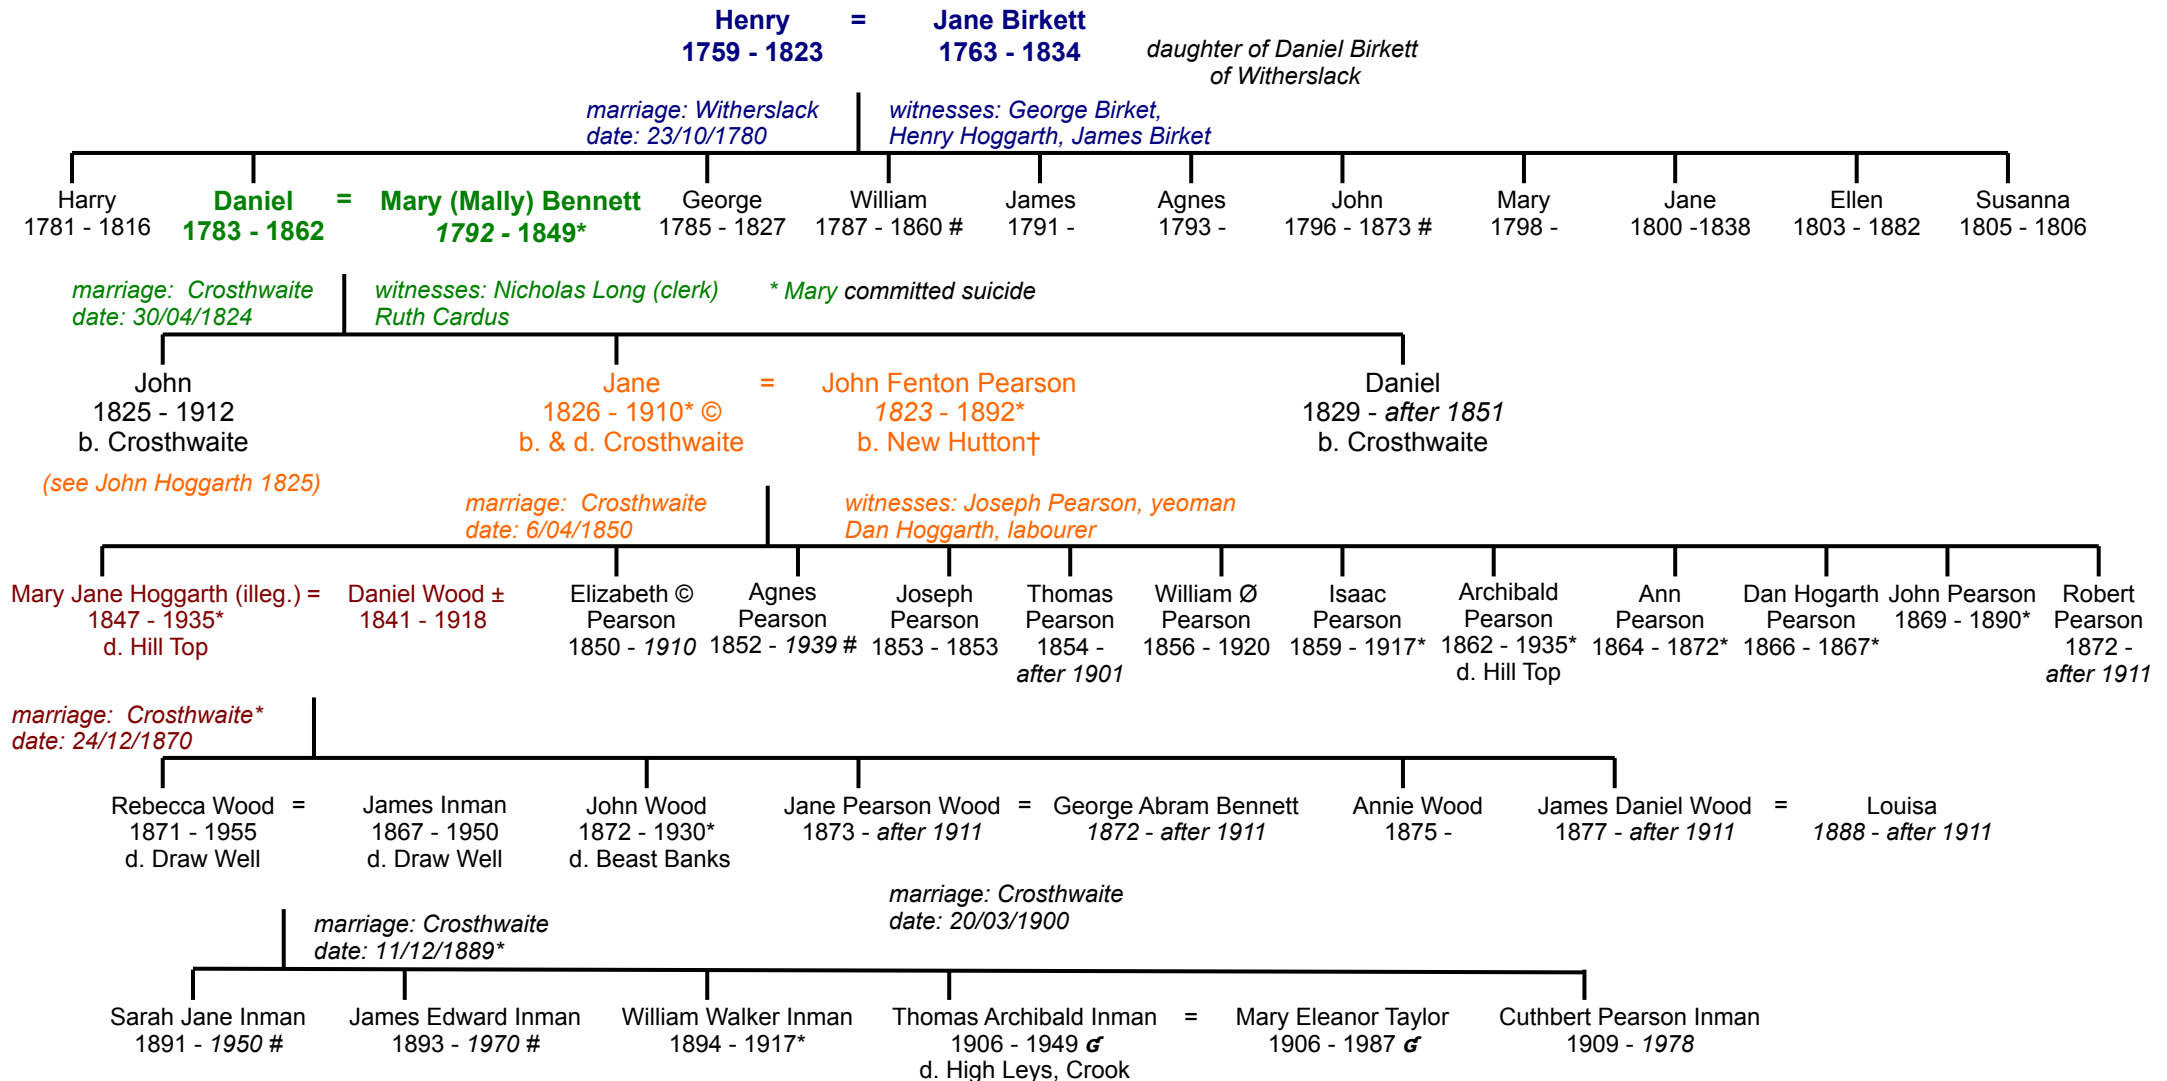 Henry = Jane Birkett
1759 - 1823 1763 - 1834
daughter of Daniel Birkett
of Witherslack
marriage: Witherslack
date: 23/10/1780
witnesses: George Birket,
Henry Hoggarth, James Birket
Harry
1781 - 1816
Daniel = Mary (Mally) Bennett
1783 - 1862 1792 - 1849*
George
1785 - 1827
William
1787 - 1860 #
James
1791 -
Agnes
1793 -
John
1796 - 1873 #
Mary
1798 -
Jane
1800 -1838
Ellen
1803 - 1882
Susanna
1805 - 1806
marriage: Crosthwaite
date: 30/04/1824
witnesses: Nicholas Long (clerk)
Ruth Cardus
* Mary committed suicide
John
1825 - 1912
b. Crosthwaite
(see John Hoggarth 1825)
Jane =
1826 - 1910* ©
b. & d. Crosthwaite
John Fenton Pearson
1823 - 1892*
b. New Hutton†
Daniel
1829 - after 1851
b. Crosthwaite
marriage: Crosthwaite
date: 6/04/1850
witnesses: Joseph Pearson, yeoman
Dan Hoggarth, labourer
Mary Jane Hoggarth (illeg.) =
1847 - 1935*
d. Hill Top
Daniel Wood ±
1841 - 1918
Elizabeth ©
Pearson
1850 - 1910
Agnes
Pearson
1852 - 1939 #
Joseph
Pearson
1853 - 1853
Thomas
Pearson
1854 -
after 1901
William Ø
Pearson
1856 - 1920
Isaac
Pearson
1859 - 1917*
Archibald
Pearson
1862 - 1935*
d. Hill Top
Ann
Pearson
1864 - 1872*
Dan Hogarth
Pearson
1866 - 1867*
John Pearson
1869 - 1890*
Robert
Pearson
1872 -
after 1911
marriage: Crosthwaite*
date: 24/12/1870
Rebecca Wood =
1871 - 1955
d. Draw Well
James Inman
1867 - 1950
d. Draw Well
John Wood
1872 - 1930*
d. Beast Banks
Jane Pearson Wood =
1873 - after 1911
George Abram Bennett
1872 - after 1911
Annie Wood
1875 -
James Daniel Wood =
1877 - after 1911
Louisa
1888 - after 1911
marriage: Crosthwaite
date: 20/03/1900
marriage: Crosthwaite
date: 11/12/1889*
Sarah Jane Inman
1891 - 1950 #
James Edward Inman
1893 - 1970 #
William Walker Inman
1894 - 1917*
Thomas Archibald Inman =
1906 - 1949
d. High Leys, Crook
Mary Eleanor Taylor
1906 - 1987
Cuthbert Pearson Inman
1909 - 1978